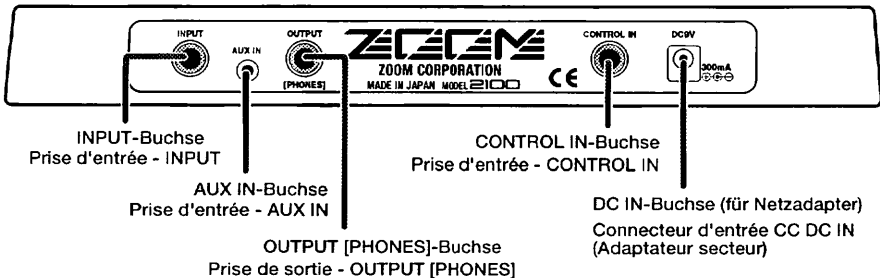 INPUT
AUX IN
OUTPUT
[PHONES]
ZOOM
ZOOM CORPORATION
MADE IN JAPAN MODEL 2100
CE
CONTROL IN
DC9V
300mA
INPUT-Buchse
Prise d'entrée - INPUT
AUX IN-Buchse
Prise d'entrée - AUX IN
OUTPUT [PHONES]-Buchse
Prise de sortie - OUTPUT [PHONES]
CONTROL IN-Buchse
Prise d'entrée - CONTROL IN
DC IN-Buchse (für Netzadapter)
Connecteur d'entrée CC DC IN
(Adaptateur secteur)